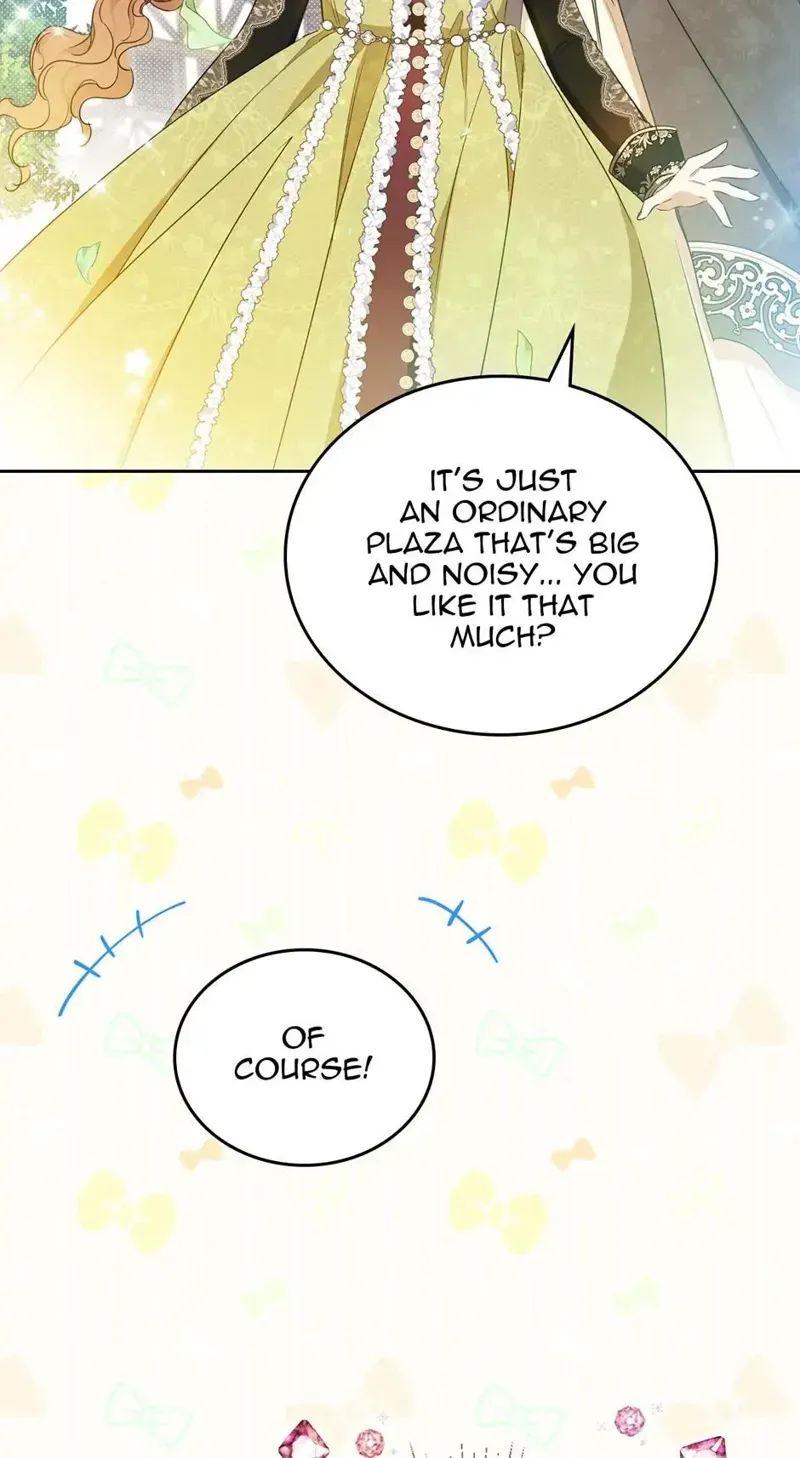 IT'S JUST
AN ORDINARY
PLAZA THAT'S BIG
AND NOISY... YOU
LIKE IT THAT
MUCH?
OF
COURSE!